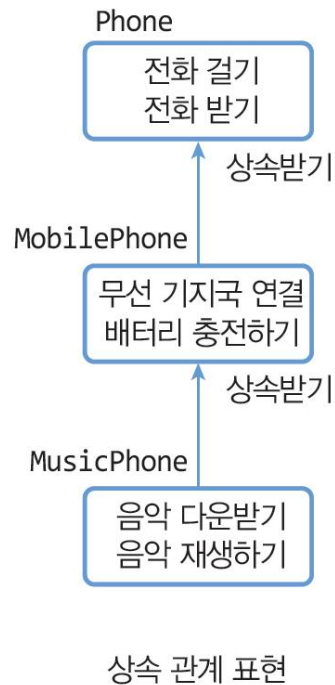 Phone
전화 걸기
전화 받기
상속받기
MobilePhone
무선 기지국 연결
배터리 충전하기
상속받기
MusicPhone
음악 다운받기
음악 재생하기
상속 관계 표현